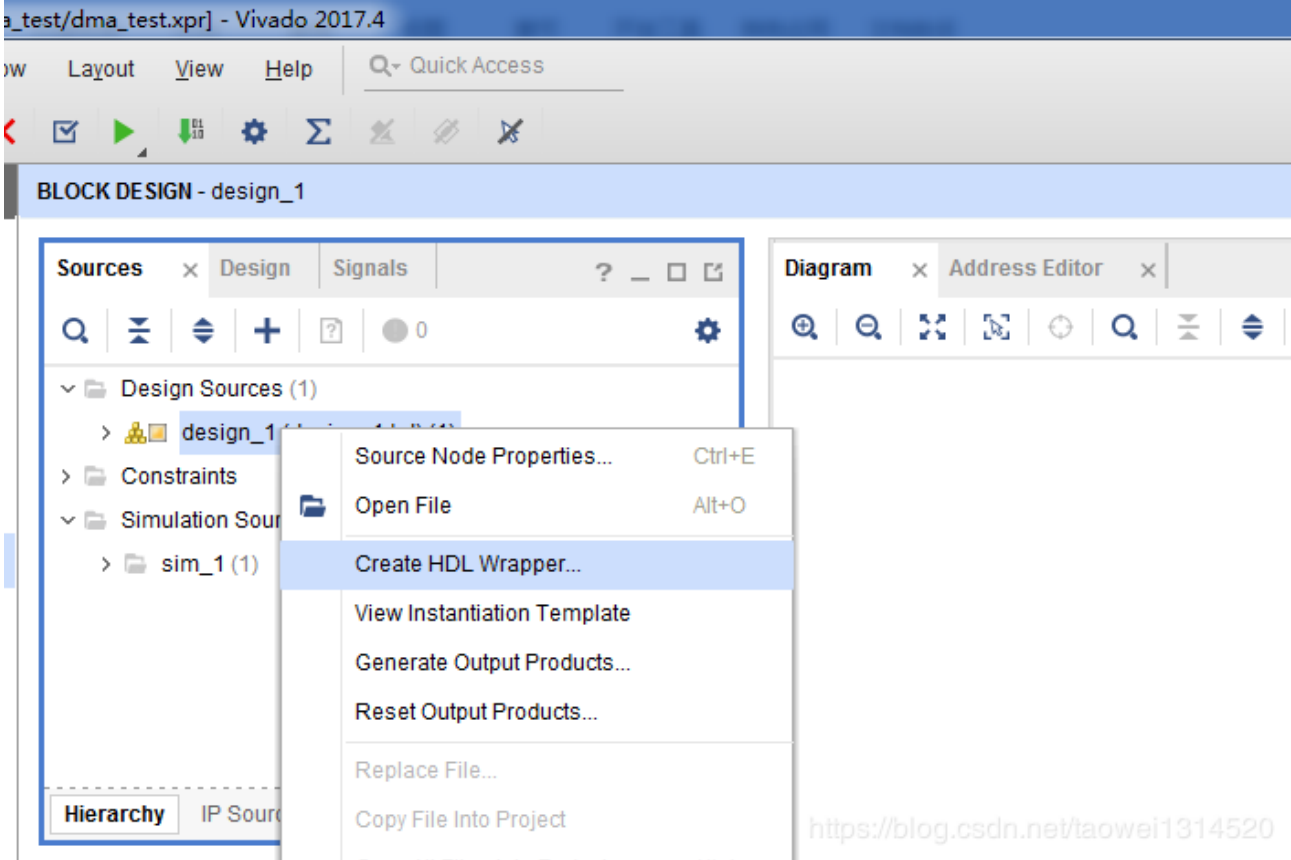 a_test/dma_test.xpr] - Vivado 2017.4
ow Layout View Help Quick Access
BLOCK DESIGN - design_1
Sources Design Signals
Diagram Address Editor
0
Design Sources (1)
design_1
Constraints
Simulation Sour
sim_1 (1)
Source Node Properties... Ctrl+E
Open File Alt+O
Create HDL Wrapper...
View Instantiation Template
Generate Output Products...
Reset Output Products...
Replace File...
Copy File Into Project
Hierarchy IP Sourc
https://blog.csdn.net/taowei1314520